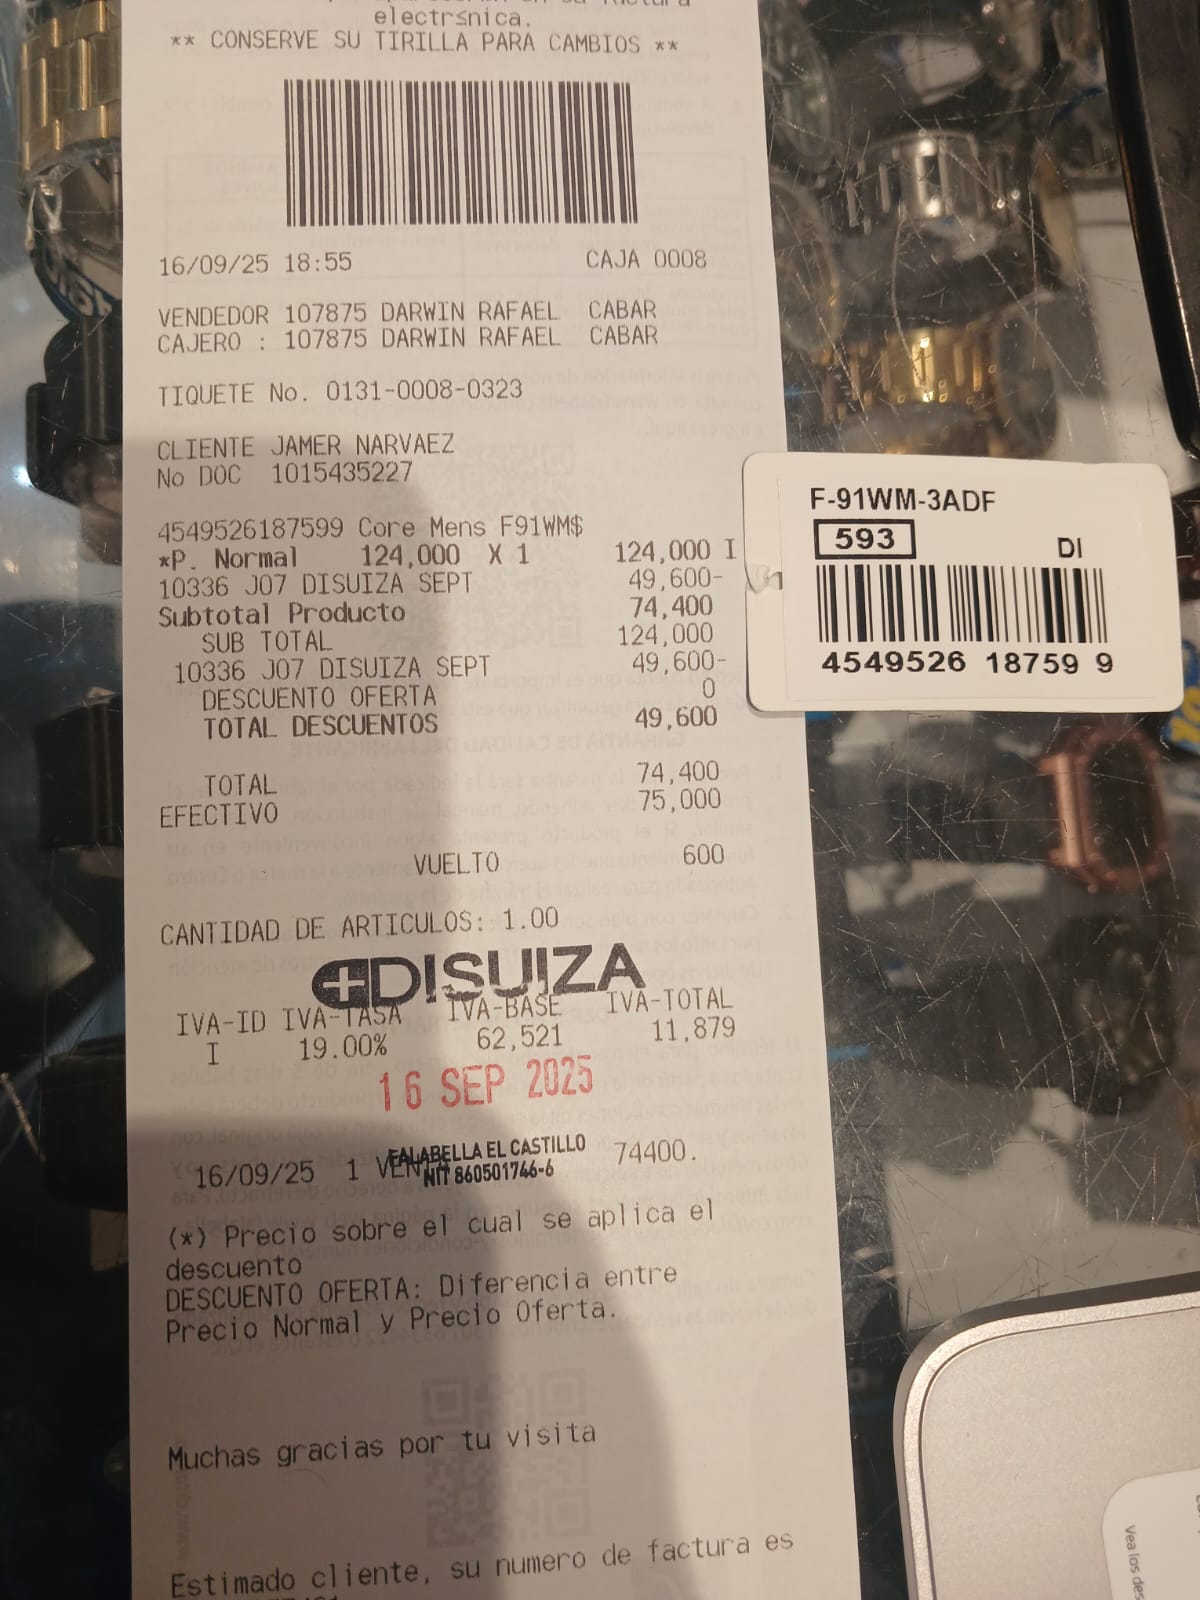 electrsnica.
** CONSERVE SU TIRILLA PARA CAMBIOS **
16/09/25 18:55 CAJA 0008
VENDEDOR 107875 DARWIN RAFAEL CABAR
CAJERO : 107875 DARWIN RAFAEL CABAR
TIQUETE No. 0131-0008-0323
CLIENTE JAMER NARVAEZ
No DOC 1015435227
4549526187599 Core Mens F91WM$
*P. Normal 124,000 X 1 124,000 I
10336 J07 DISUIZA SEPT 49,600-
Subtotal Producto 74,400
SUB TOTAL 124,000
10336 J07 DISUIZA SEPT 49,600-
DESCUENTO OFERTA 0
TOTAL DESCUENTOS 49,600
TOTAL 74,400
EFECTIVO 75,000
VUELTO 600
CANTIDAD DE ARTICULOS: 1.00
DISUIZA
IVA-ID IVA-TASA IVA-BASE IVA-TOTAL
I 19.00% 62,521 11,879
16 SEP 2025
FALABELLA EL CASTILLO
NIT 860501746-6
16/09/25 1 VEN 74400.
(*) Precio sobre el cual se aplica el
descuento
DESCUENTO OFERTA: Diferencia entre
Precio Normal y Precio Oferta.
Muchas gracias por tu visita
Estimado cliente, su numero de factura es
F-91WM-3ADF
593 DI
4549526 18759 9
Vea los des